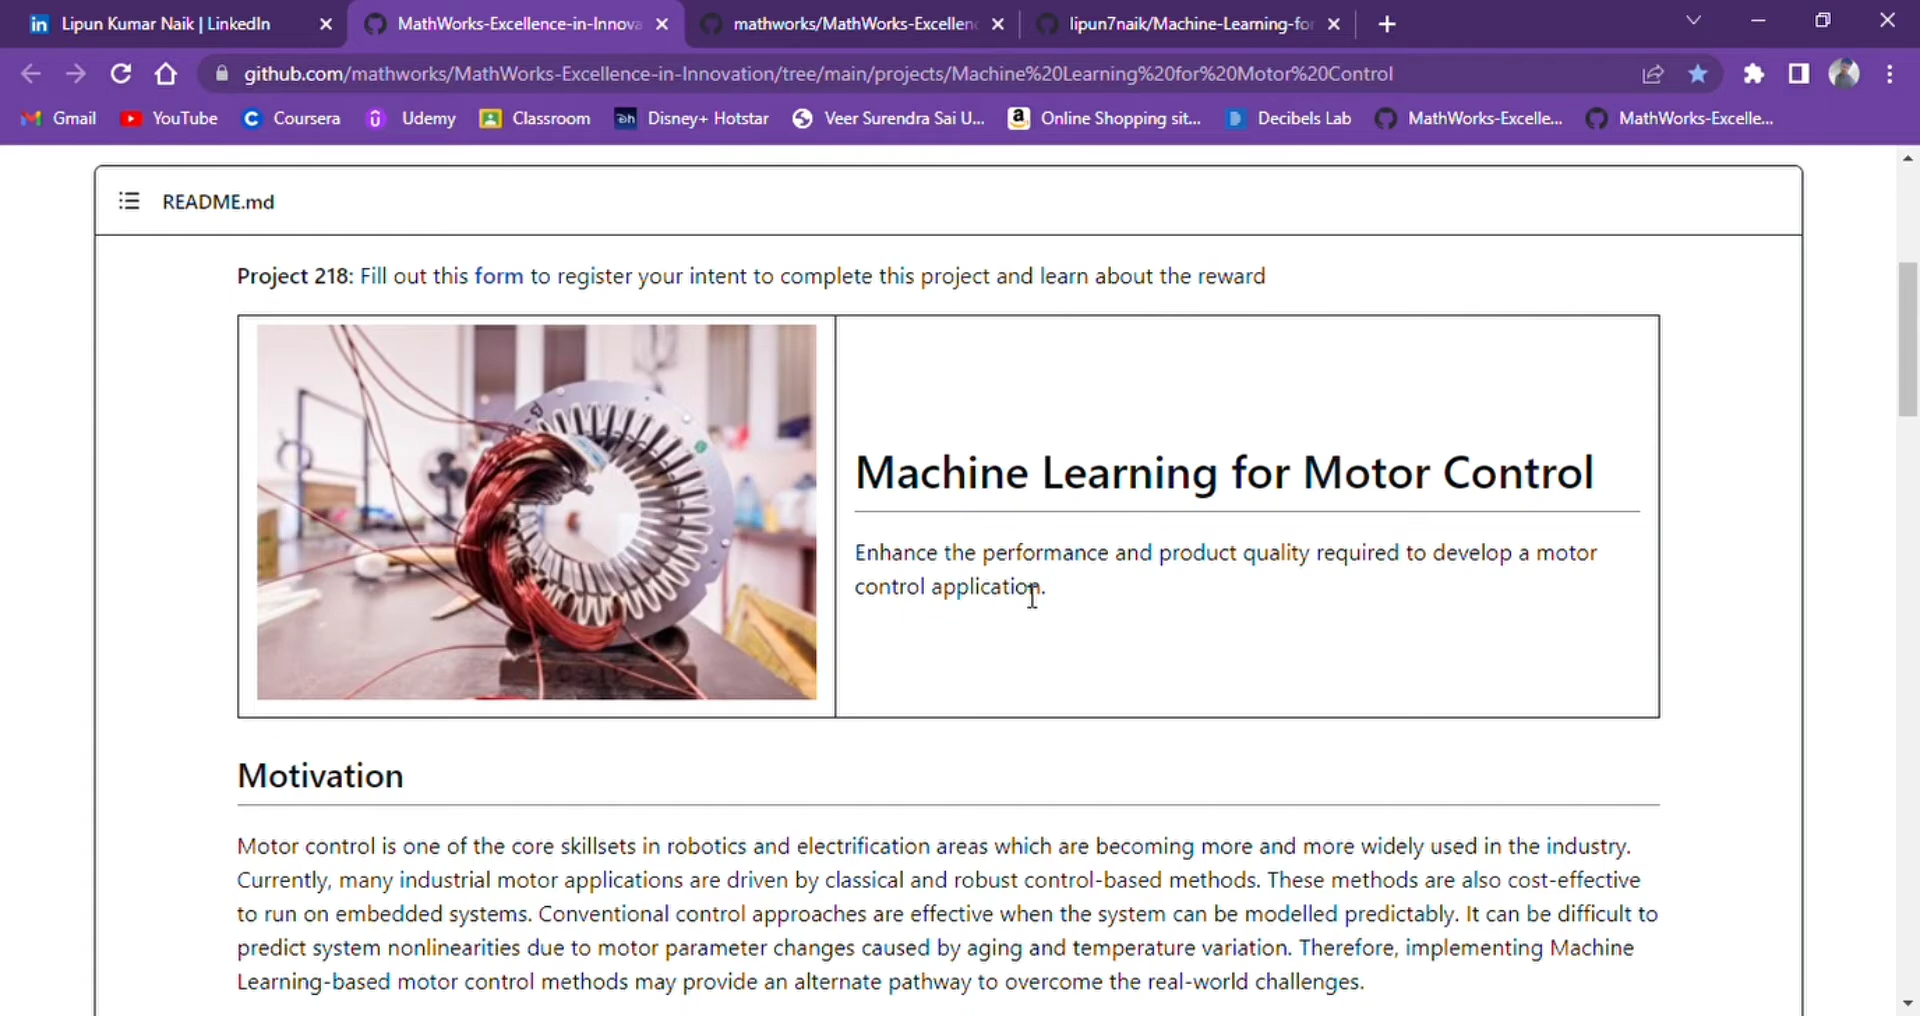 Lipun Kumar Naik | LinkedIn
MathWorks-Excellence-in-Innova
mathworks/MathWorks-Excellenc
lipun7naik/Machine-Learning-for
github.com/mathworks/MathWorks-Excellence-in-Innovation/tree/main/projects/Machine%20Learning%20for%20Motor%20Control
Gmail YouTube Coursera Udemy Classroom Disney+ Hotstar Veer Surendra Sai U... Online Shopping sit... Decibels Lab MathWorks-Excelle... MathWorks-Excelle...
README.md
Project 218: Fill out this form to register your intent to complete this project and learn about the reward
Machine Learning for Motor Control
Enhance the performance and product quality required to develop a motor
control application.
Motivation
Motor control is one of the core skillsets in robotics and electrification areas which are becoming more and more widely used in the industry.
Currently, many industrial motor applications are driven by classical and robust control-based methods. These methods are also cost-effective
to run on embedded systems. Conventional control approaches are effective when the system can be modelled predictably. It can be difficult to
predict system nonlinearities due to motor parameter changes caused by aging and temperature variation. Therefore, implementing Machine
Learning-based motor control methods may provide an alternate pathway to overcome the real-world challenges.